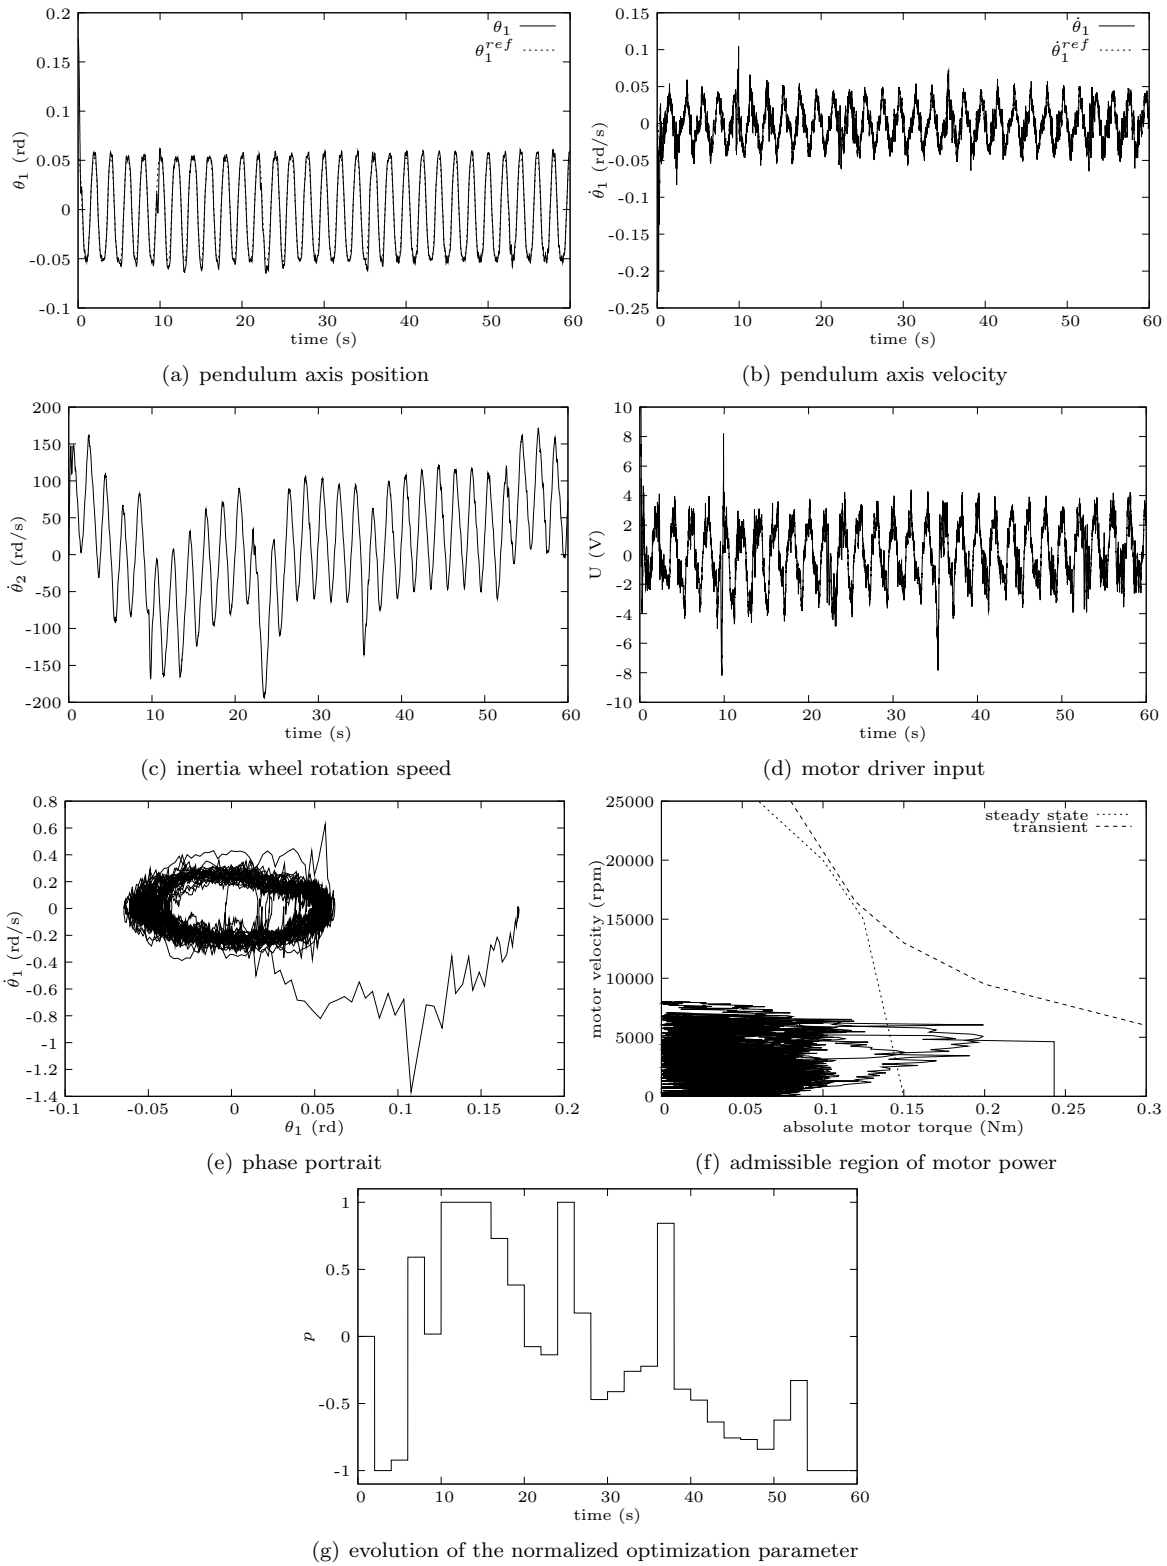 0.2
0.15
0.1
0.05
0
-0.05
-0.1
θ1 (rd)
θ1
θ1^ref
0 10 20 30 40 50 60
time (s)
(a) pendulum axis position
0.15
0.1
0.05
0
-0.05
-0.1
-0.15
-0.2
-0.25
θ̇1 (rd/s)
θ̇1
θ̇1^ref
0 10 20 30 40 50 60
time (s)
(b) pendulum axis velocity
200
150
100
50
0
-50
-100
-150
-200
θ̇2 (rd/s)
0 10 20 30 40 50 60
time (s)
(c) inertia wheel rotation speed
10
8
6
4
2
0
-2
-4
-6
-8
-10
U (V)
0 10 20 30 40 50 60
time (s)
(d) motor driver input
0.8
0.6
0.4
0.2
0
-0.2
-0.4
-0.6
-0.8
-1
-1.2
-1.4
θ̇1 (rd/s)
-0.1 -0.05 0 0.05 0.1 0.15 0.2
θ1 (rd)
(e) phase portrait
25000
20000
15000
10000
5000
0
motor velocity (rpm)
steady state
transient
0 0.05 0.1 0.15 0.2 0.25 0.3
absolute motor torque (Nm)
(f) admissible region of motor power
1
0.5
0
-0.5
-1
p
0 10 20 30 40 50 60
time (s)
(g) evolution of the normalized optimization parameter